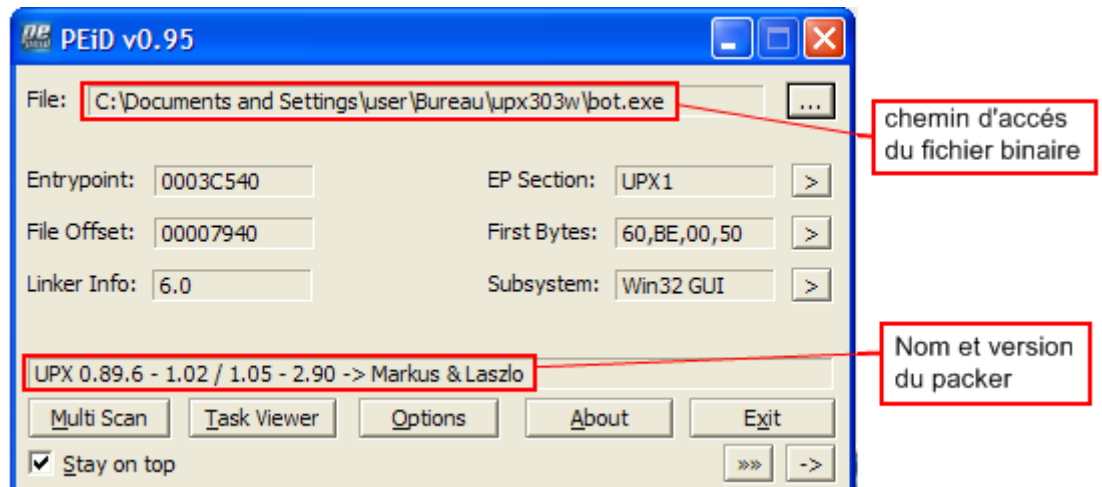 PEiD v0.95
File: C:\Documents and Settings\user\Bureau\upx303w\bot.exe ...
chemin d'accés
du fichier binaire
Entrypoint: 0003C540 EP Section: UPX1 >
File Offset: 00007940 First Bytes: 60,BE,00,50 >
Linker Info: 6.0 Subsystem: Win32 GUI >
Nom et version
du packer
UPX 0.89.6 - 1.02 / 1.05 - 2.90 -> Markus & Laszlo
Multi Scan Task Viewer Options About Exit
Stay on top »» ->